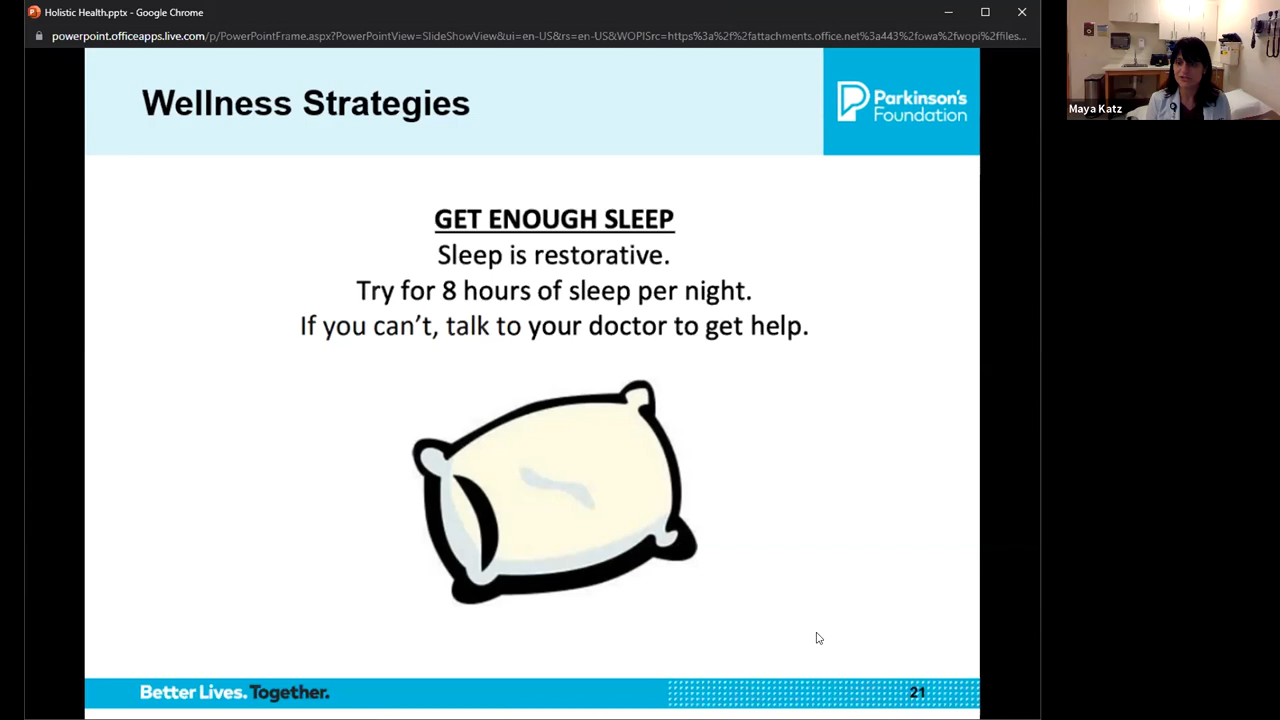 Holistic Health.pptx - Google Chrome
powerpoint.officeapps.live.com/p/PowerPointFrame.aspx?PowerPointView=SlideShowView&ui=en-US&rs=en-US&WOPISrc=https%3a%2f%2fattachments.office.net%3a443%2fowa%2fwopi%2ffiles...
Maya Katz
Wellness Strategies
Parkinson's
Foundation
GET ENOUGH SLEEP
Sleep is restorative.
Try for 8 hours of sleep per night.
If you can’t, talk to your doctor to get help.
Better Lives. Together.
21